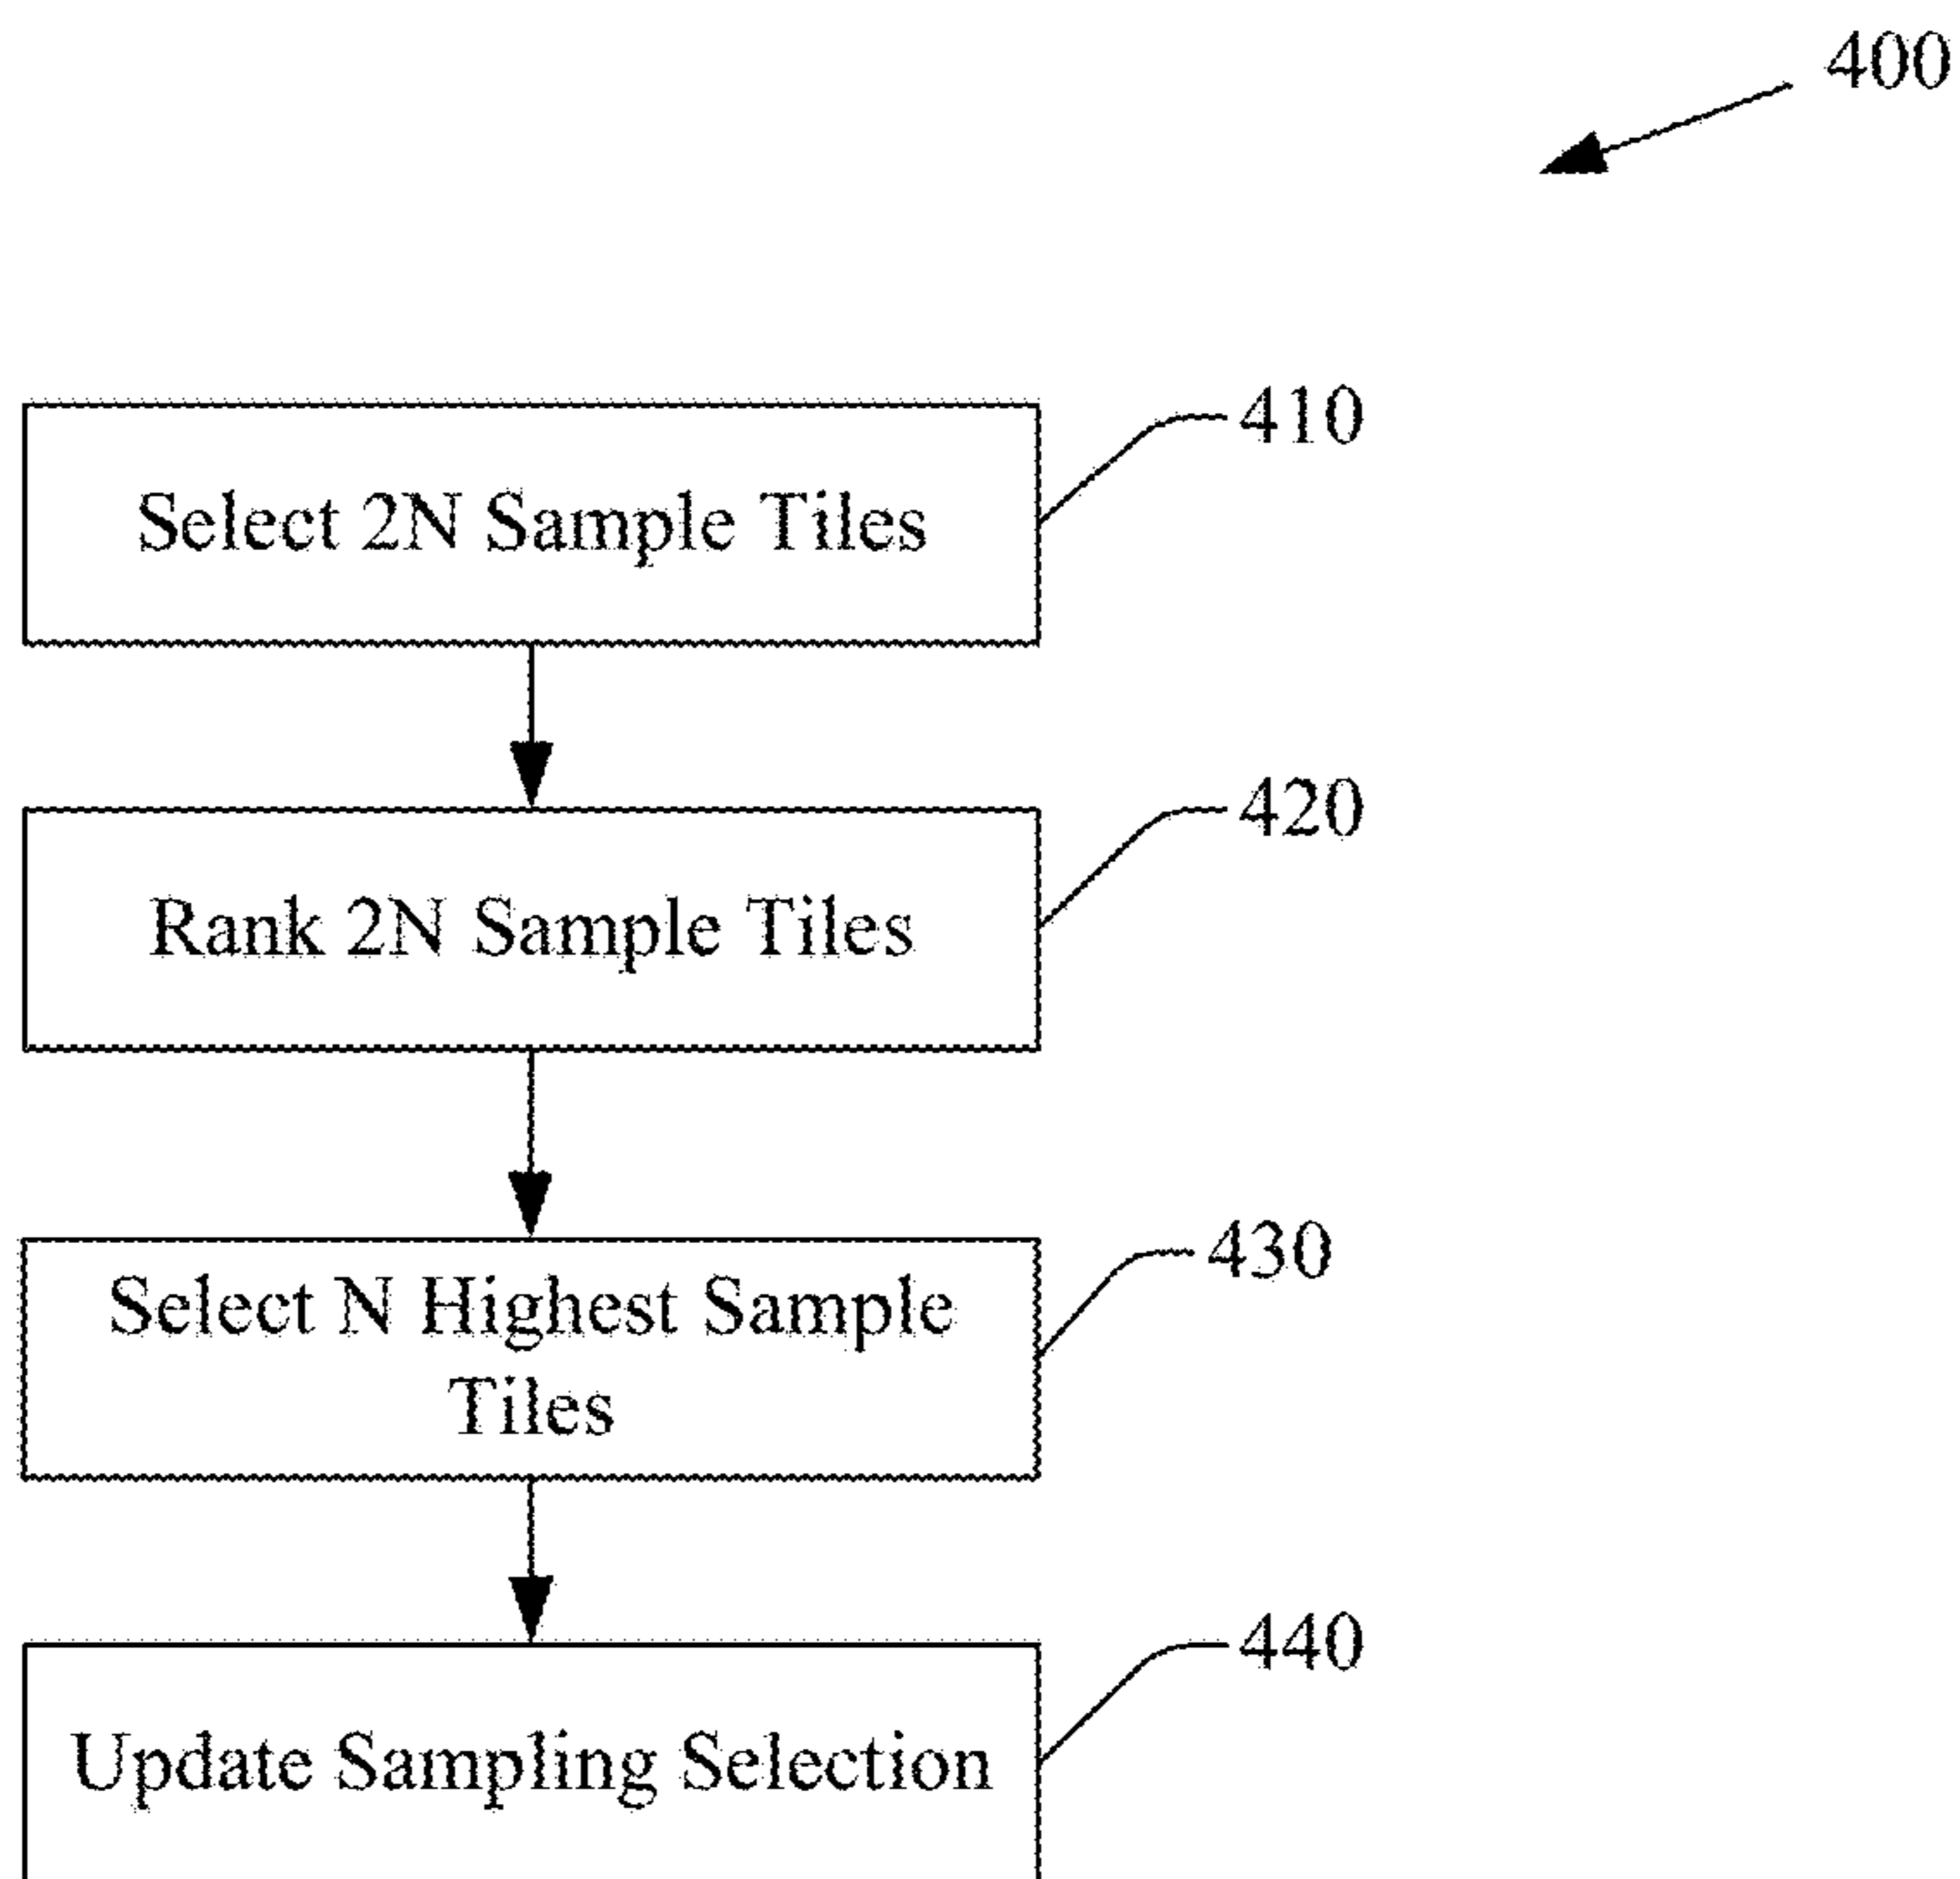 400
410
Select 2N Sample Tiles
420
Rank 2N Sample Tiles
430
Select N Highest Sample
Tiles
440
Update Sampling Selection